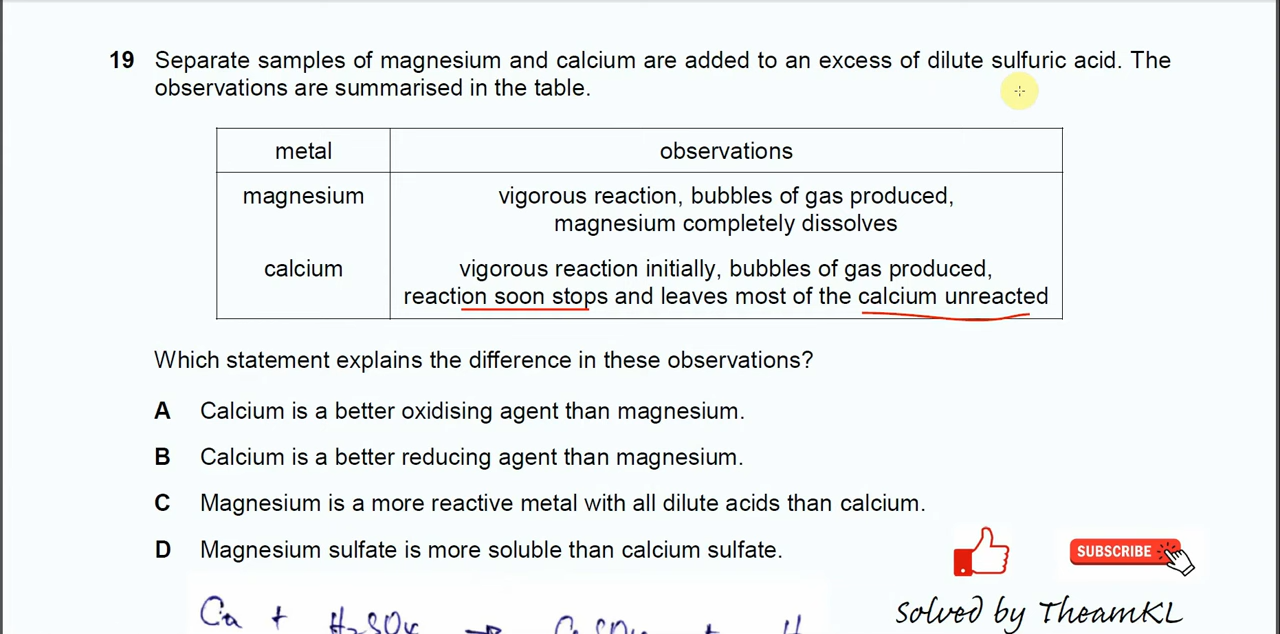 19 Separate samples of magnesium and calcium are added to an excess of dilute sulfuric acid. The
observations are summarised in the table.
metal observations
magnesium vigorous reaction, bubbles of gas produced,
magnesium completely dissolves
calcium vigorous reaction initially, bubbles of gas produced,
reaction soon stops and leaves most of the calcium unreacted
Which statement explains the difference in these observations?
A Calcium is a better oxidising agent than magnesium.
B Calcium is a better reducing agent than magnesium.
C Magnesium is a more reactive metal with all dilute acids than calcium.
D Magnesium sulfate is more soluble than calcium sulfate.
SUBSCRIBE
Solved by TheamKL
Ca + H2SO4 → CaSO4 +